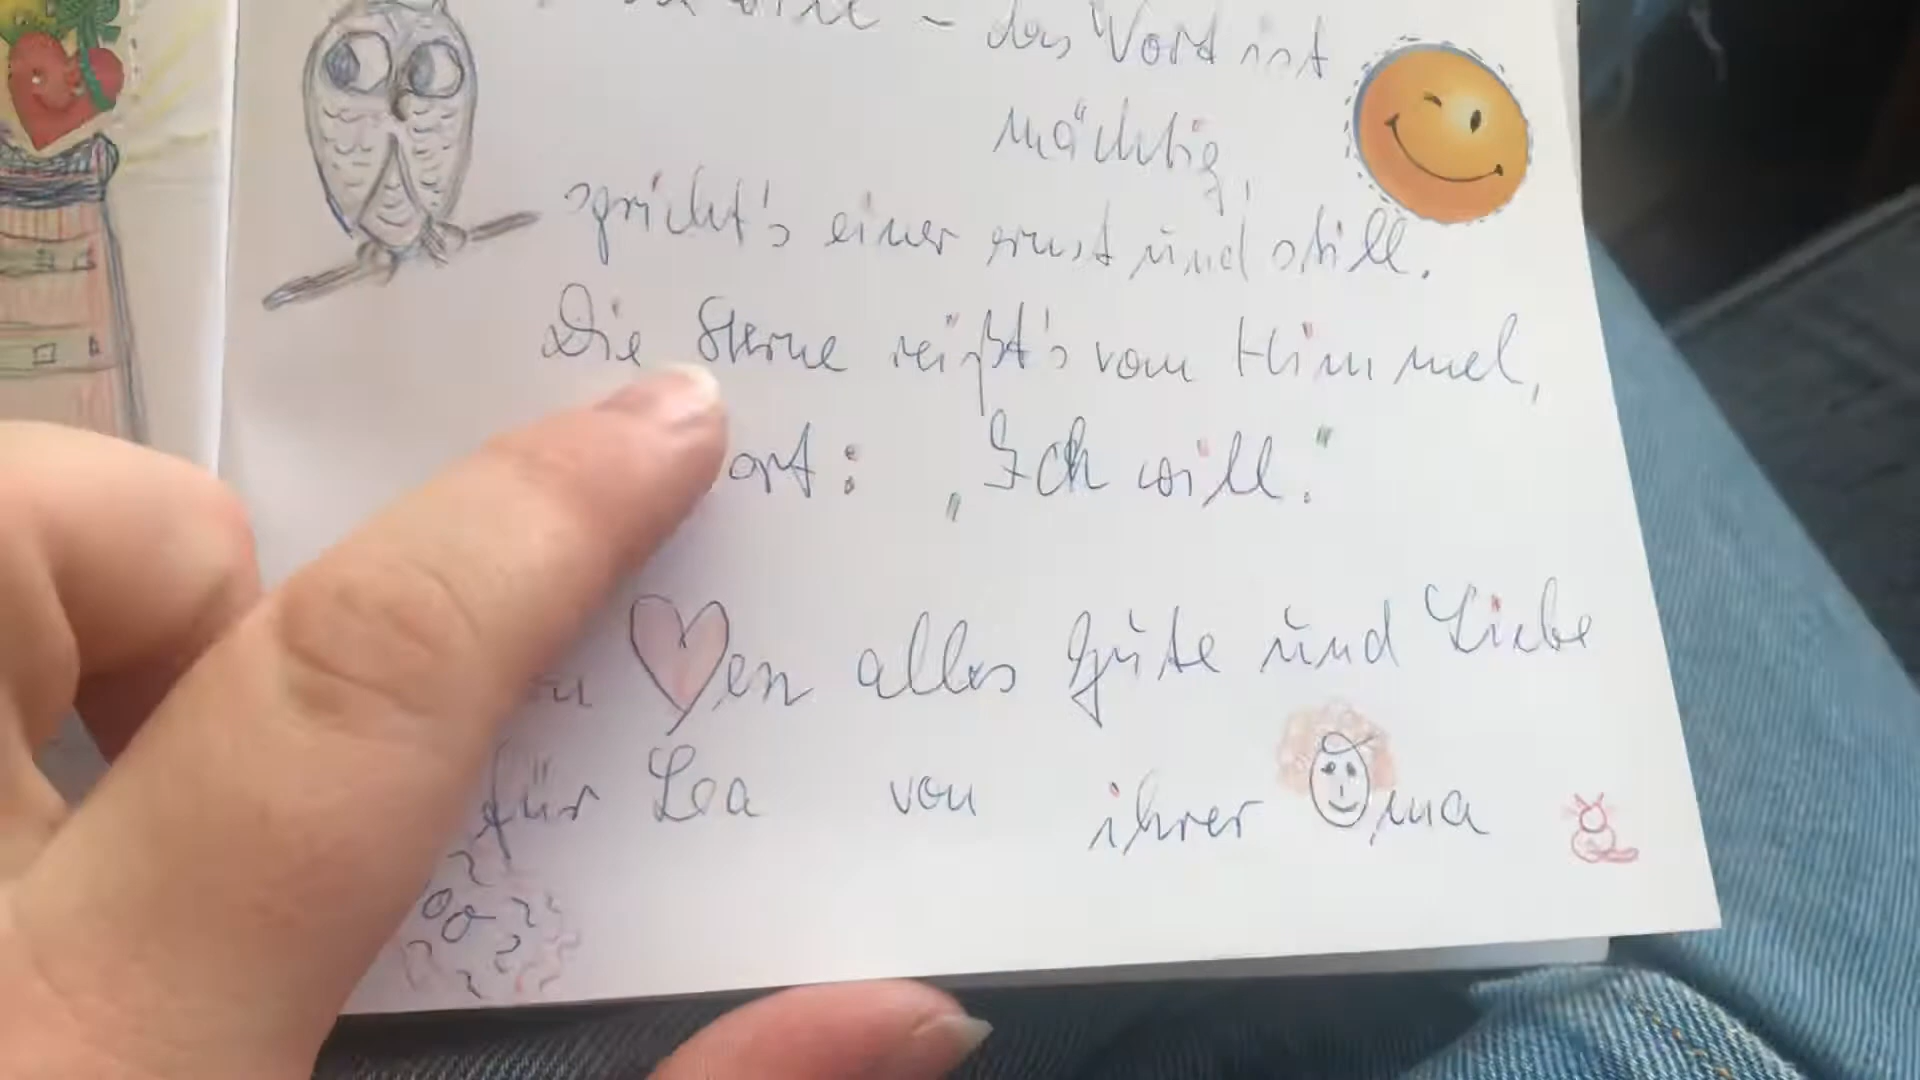 – das Wort ist
mächtig,
spricht's einer ernst und still.
Die Sterne reißt's vom Himmel,
ort: „Ich will."
en alles Gute und Liebe
für Lea von ihrer Oma